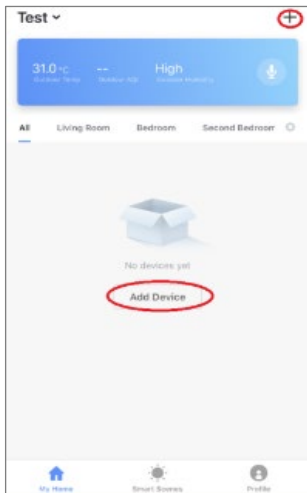 Test
31.0 °C -- High
Outdoor Temp Outdoor AQI Outdoor Humidity
All Living Room Bedroom Second Bedroom
No devices yet
Add Device
My Home Smart Scenes Profile